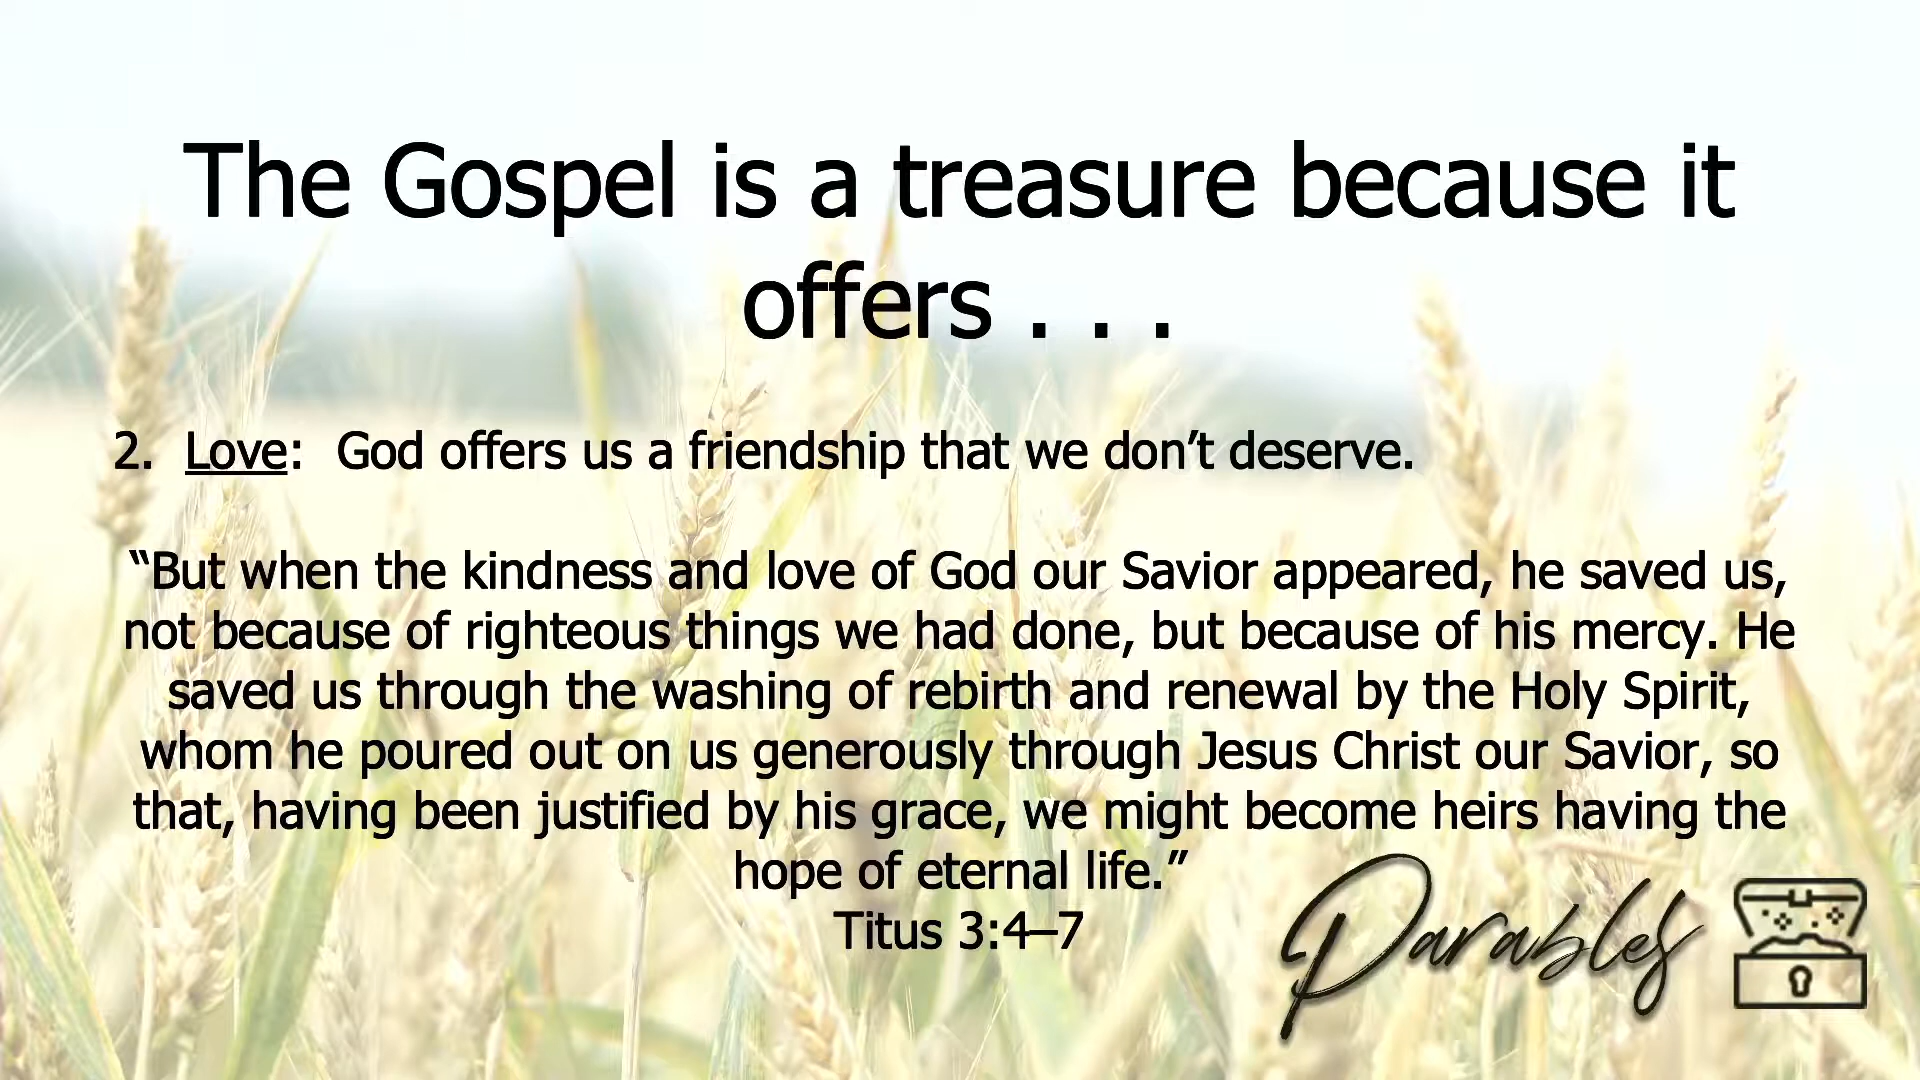 The Gospel is a treasure because it
offers . . .
2. Love: God offers us a friendship that we don’t deserve.
“But when the kindness and love of God our Savior appeared, he saved us,
not because of righteous things we had done, but because of his mercy. He
saved us through the washing of rebirth and renewal by the Holy Spirit,
whom he poured out on us generously through Jesus Christ our Savior, so
that, having been justified by his grace, we might become heirs having the
hope of eternal life.”
Titus 3:4–7
Parables